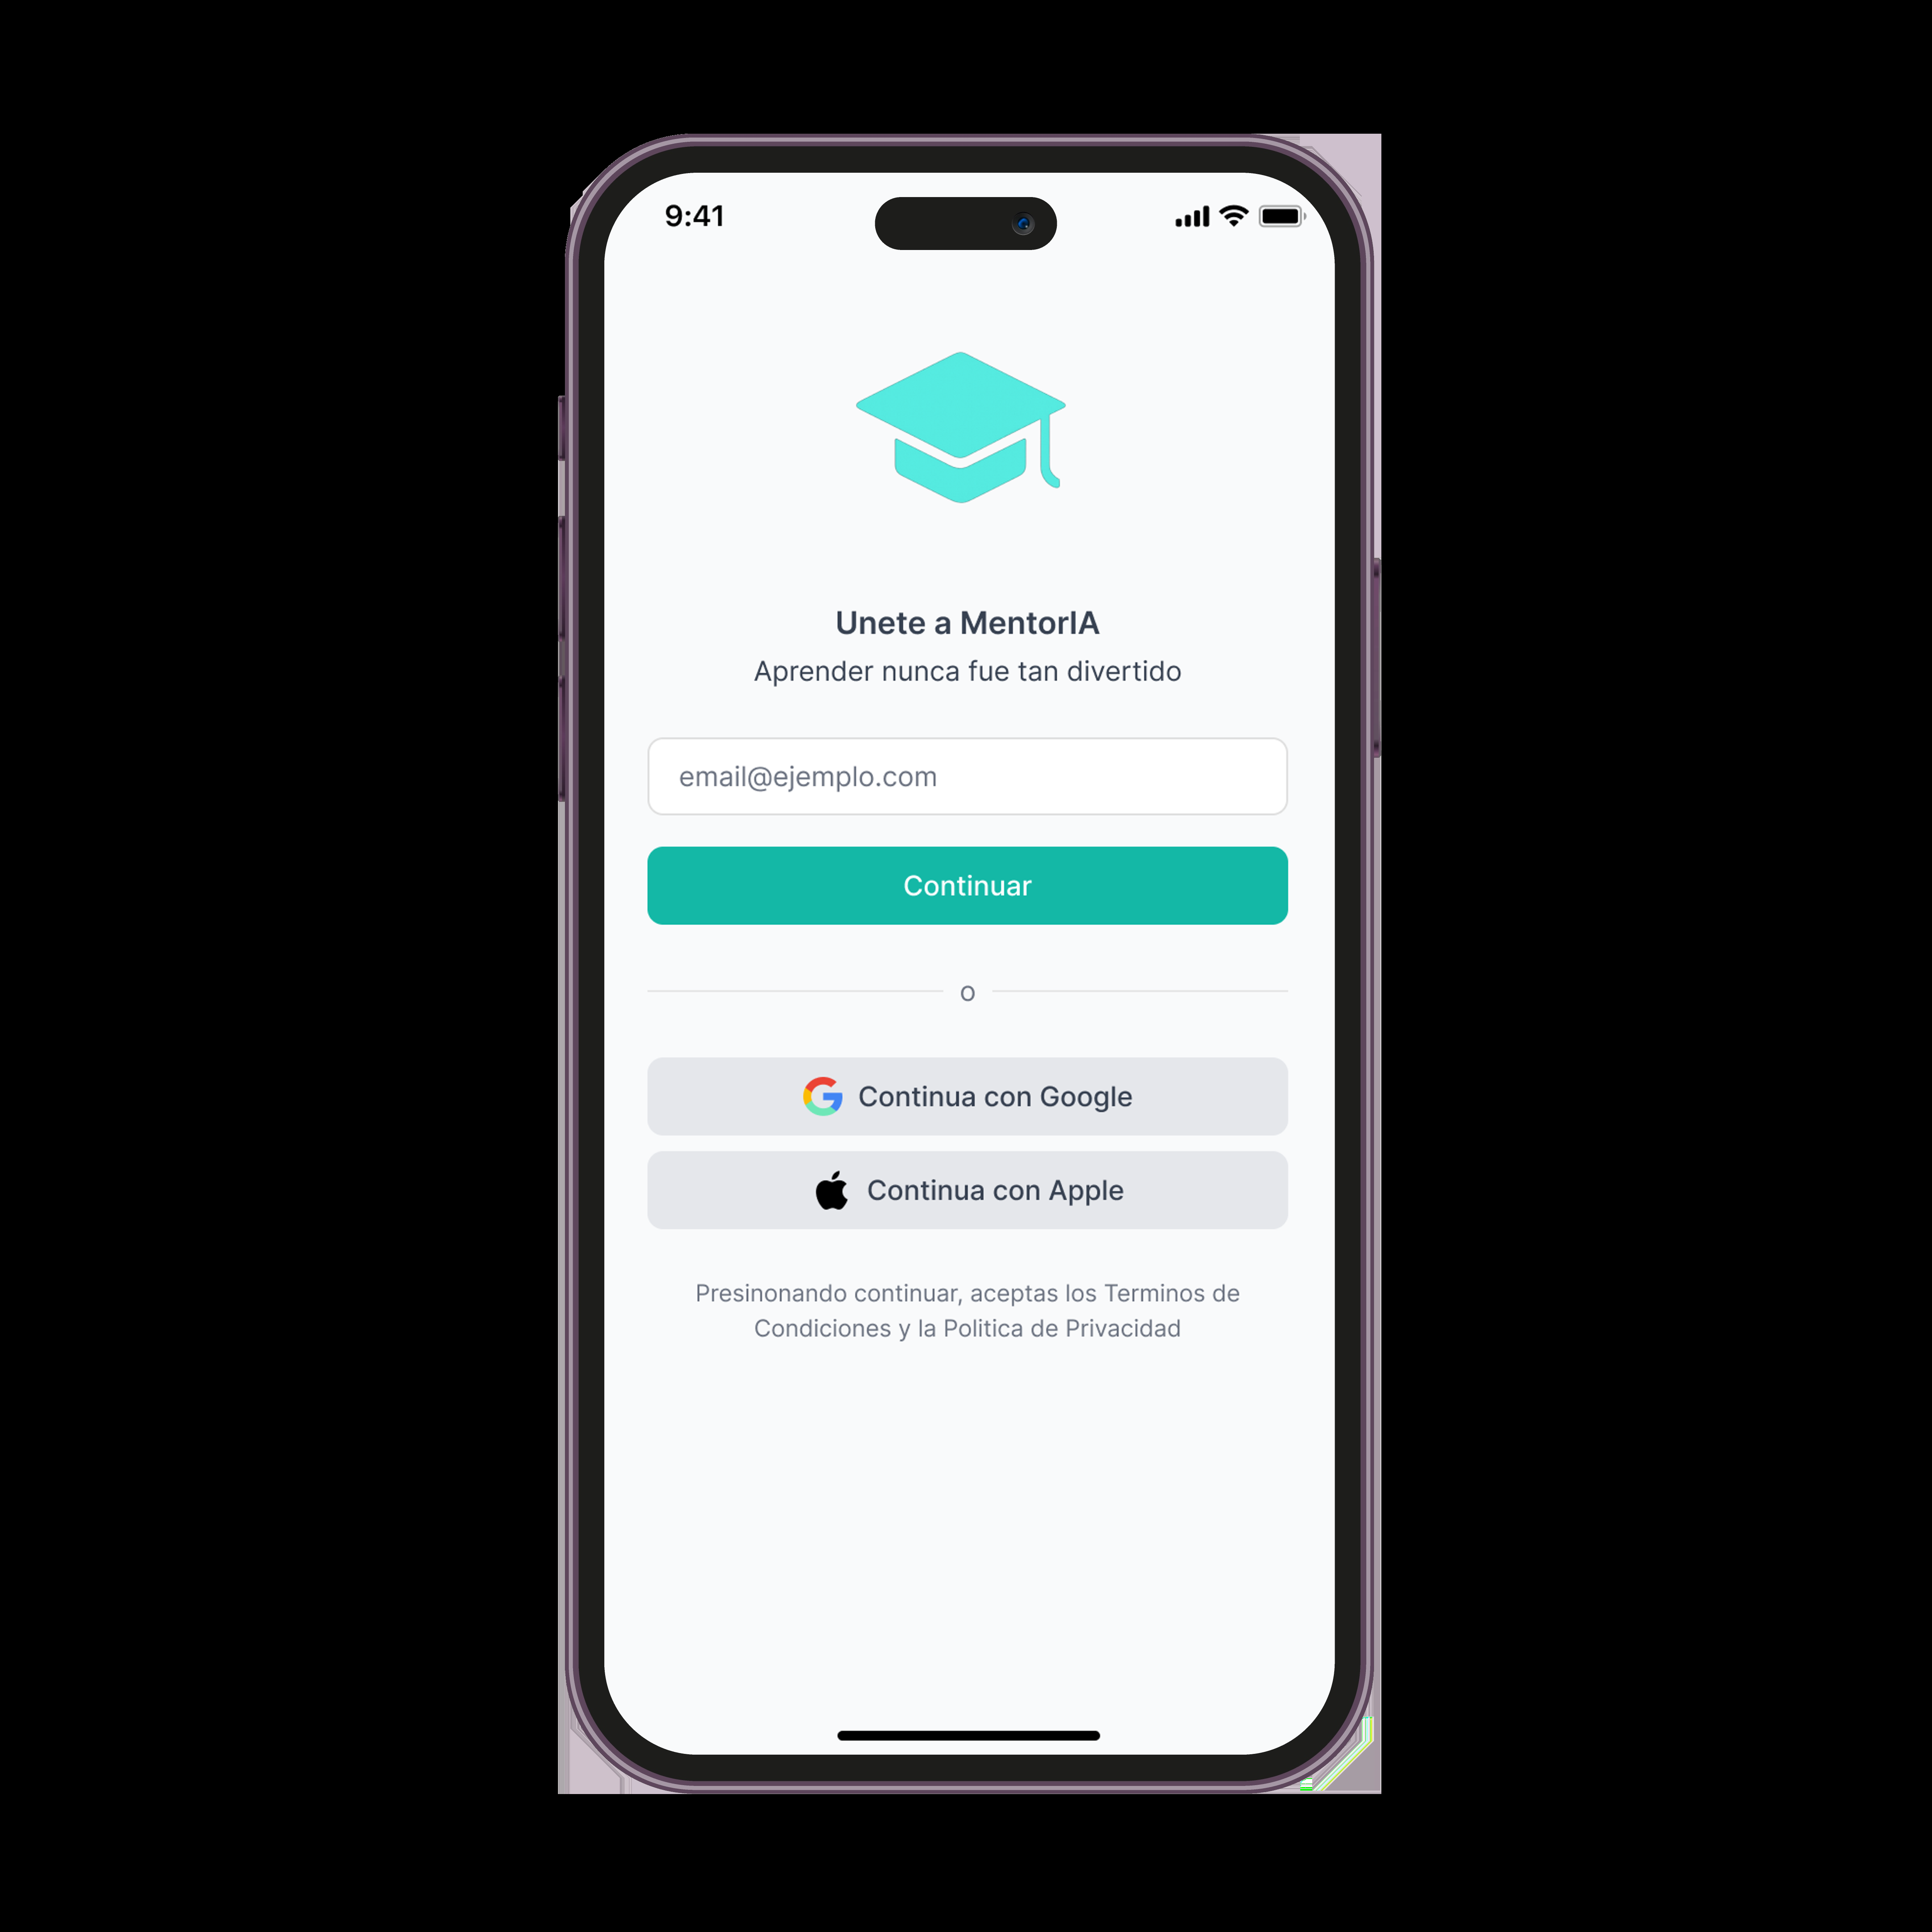 9:41
Unete a MentorIA
Aprender nunca fue tan divertido
email@ejemplo.com
Continuar
o
Continua con Google
Continua con Apple
Presinonando continuar, aceptas los Terminos de
Condiciones y la Politica de Privacidad